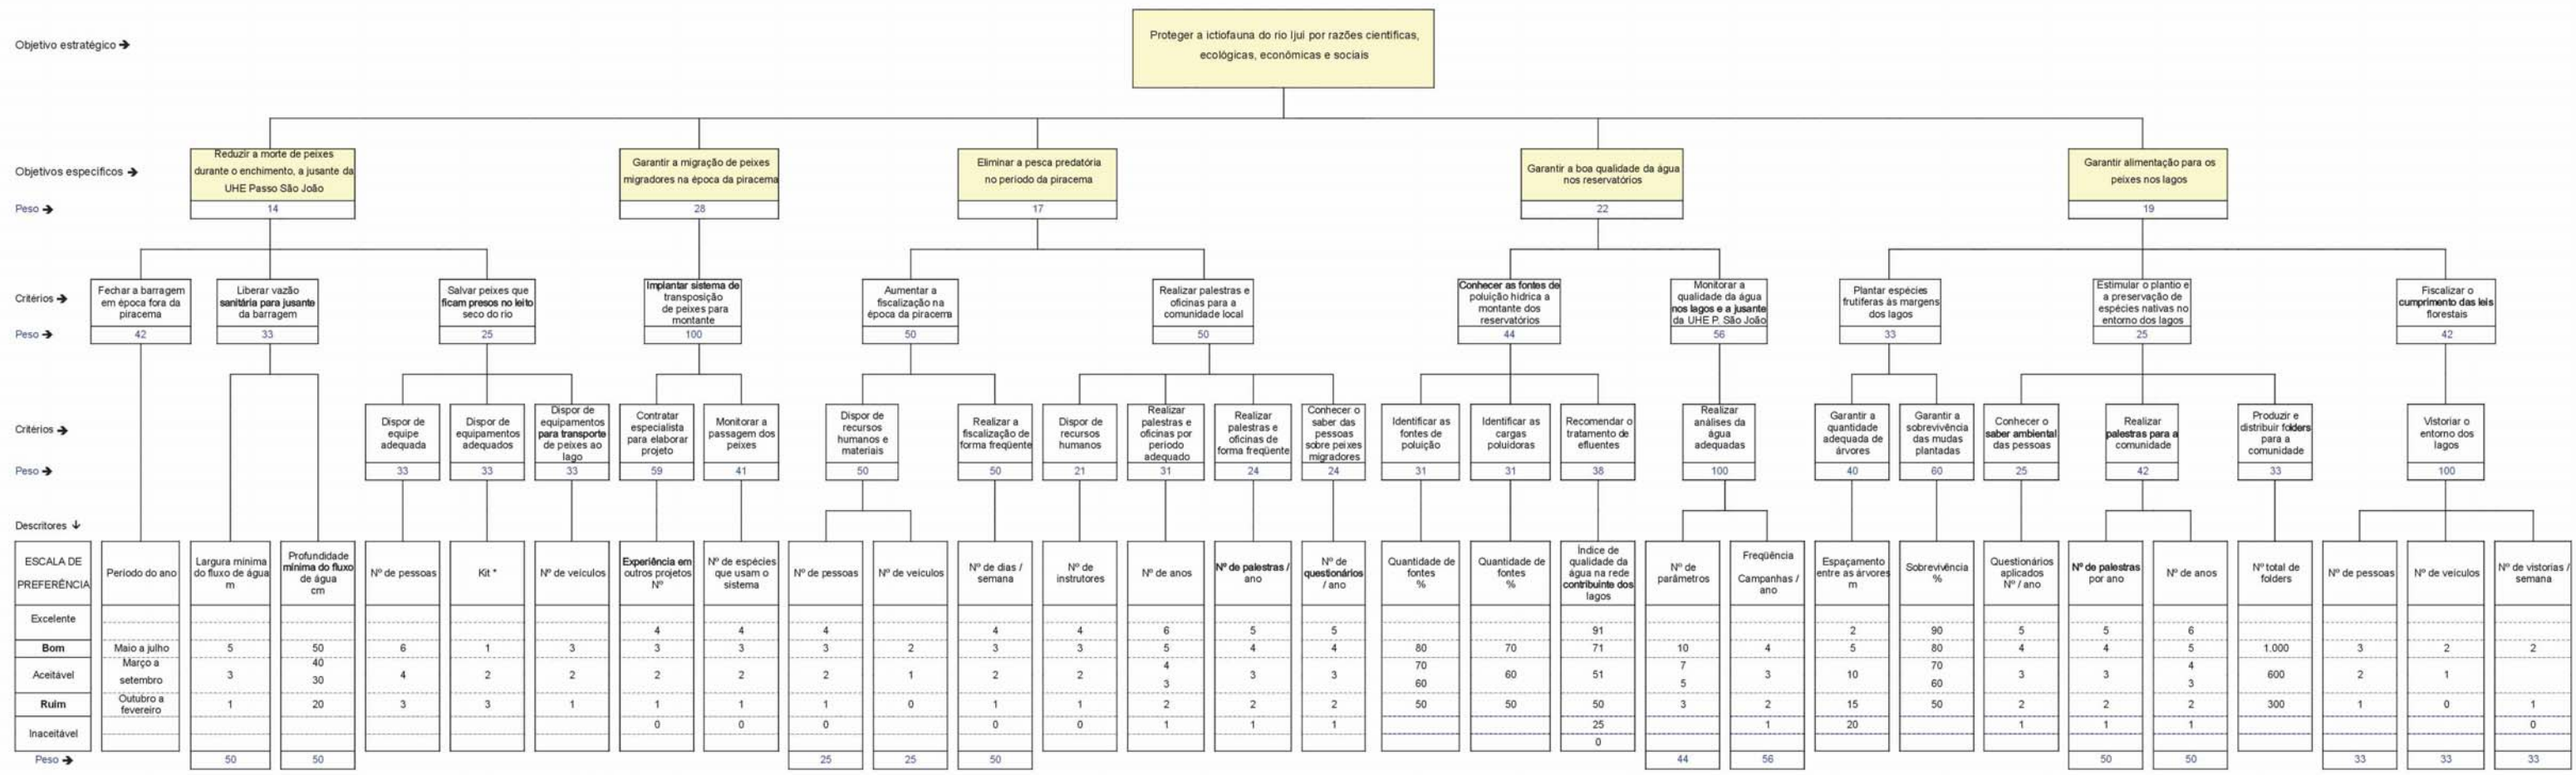 Objetivo estratégico →
Proteger a ictiofauna do rio Ijui por razões cientificas,
ecológicas, econômicas e sociais
Objetivos específicos →
Reduzir a morte de peixes
durante o enchimento, a jusante da
UHE Passo São João
Garantir a migração de peixes
migradores na época da piracema
Eliminar a pesca predatória
no periodo da piracema
Garantir a boa qualidade da água
nos reservatórios
Garantir alimentação para os
peixes nos lagos
Peso →
14
28
17
22
19
Critérios →
Fechar a barragem
em época fora da
piracema
Liberar vazão
sanitária para jusante
da barragem
Salvar peixes que
ficam presos no leito
seco do rio
Implantar sistema de
transposição
de peixes para
montante
Aumentar a
fiscalização na
época da piracema
Realizar palestras e
oficinas para a
comunidade local
Conhecer as fontes de
poluição hídrica a
montante dos
reservatórios
Monitorar a
qualidade da água
nos lagos e a jusante
da UHE P. São João
Plantar espécies
frutiferas às margens
dos lagos
Estimular o plantio e
a preservação de
espécies nativas no
entorno dos lagos
Fiscalizar o
cumprimento das leis
florestais
Peso →
42
33
25
100
50
50
44
56
33
25
42
Critérios →
Dispor de
equipe
adequada
Dispor de
equipamentos
adequados
Dispor de
equipamentos
para transporte
de peixes ao
lago
Contratar
especialista
para elaborar
projeto
Monitorar a
passagem dos
peixes
Dispor de
recursos
humanos e
materiais
Realizar a
fiscalização de
forma freqüente
Dispor de
recursos
humanos
Realizar
palestras e
oficinas por
periodo
adequado
Realizar
palestras e
oficinas de
forma freqüente
Conhecer o
saber das
pessoas
sobre peixes
migradores
Identificar as
fontes de
poluição
Identificar as
cargas
poluidoras
Recomendar o
tratamento de
efluentes
Realizar
análises da
água
adequadas
Garantir a
quantidade
adequada de
árvores
Garantir a
sobrevivência
das mudas
plantadas
Conhecer o
saber ambiental
das pessoas
Realizar
palestras para a
comunidade
Produzir e
distribuir folders
para a
comunidade
Vistoriar o
entorno dos
lagos
Peso →
33
33
33
59
41
50
50
21
31
24
24
31
31
38
100
40
60
25
42
33
100
Descritores ↓
ESCALA DE
PREFERÊNCIA
Periodo do ano
Largura minima
do fluxo de água
m
Profundidade
minima do fluxo
de água
cm
Nº de pessoas
Kit *
Nº de veículos
Experiência em
outros projetos
Nº
Nº de espécies
que usam o
sistema
Nº de pessoas
Nº de veiculos
Nº de dias /
semana
Nº de
instrutores
Nº de anos
Nº de palestras /
ano
Nº de
questionários
/ ano
Quantidade de
fontes
%
Quantidade de
fontes
%
Índice de
qualidade da
água na rede
contribuinte dos
lagos
Nº de
parâmetros
Freqüência
Campanhas /
ano
Espaçamento
entre as árvores
m
Sobrevivência
%
Questionários
aplicados
Nº / ano
Nº de palestras
por ano
Nº de anos
Nº total de
folders
Nº de pessoas
Nº de veículos
Nº de vistorias /
semana
Excelente
4 4 4 4 4 6 5 5 91 2 90 5 5 6
Bom Maio a julho 5 50 6 1 3 3 3 3 2 3 3 5 4 4 80 70 71 10 4 5 80 4 4 5 1.000 3 2 2
Março a 40 4 70 7 70 4
Aceitável 3 4 2 2 2 2 2 1 2 2 3 3 60 51 3 10 3 3 600 2 1
setembro 30 3 60 5 60 3
Ruim Outubro a
fevereiro 1 20 3 3 1 1 1 1 0 1 1 2 2 2 50 50 50 3 2 15 50 2 2 2 300 1 0 1
0 0 0 0 0 1 1 1 25 1 20 1 1 1 0
Inaceitável
0
Peso → 50 50 25 25 50 44 56 50 50 33 33 33